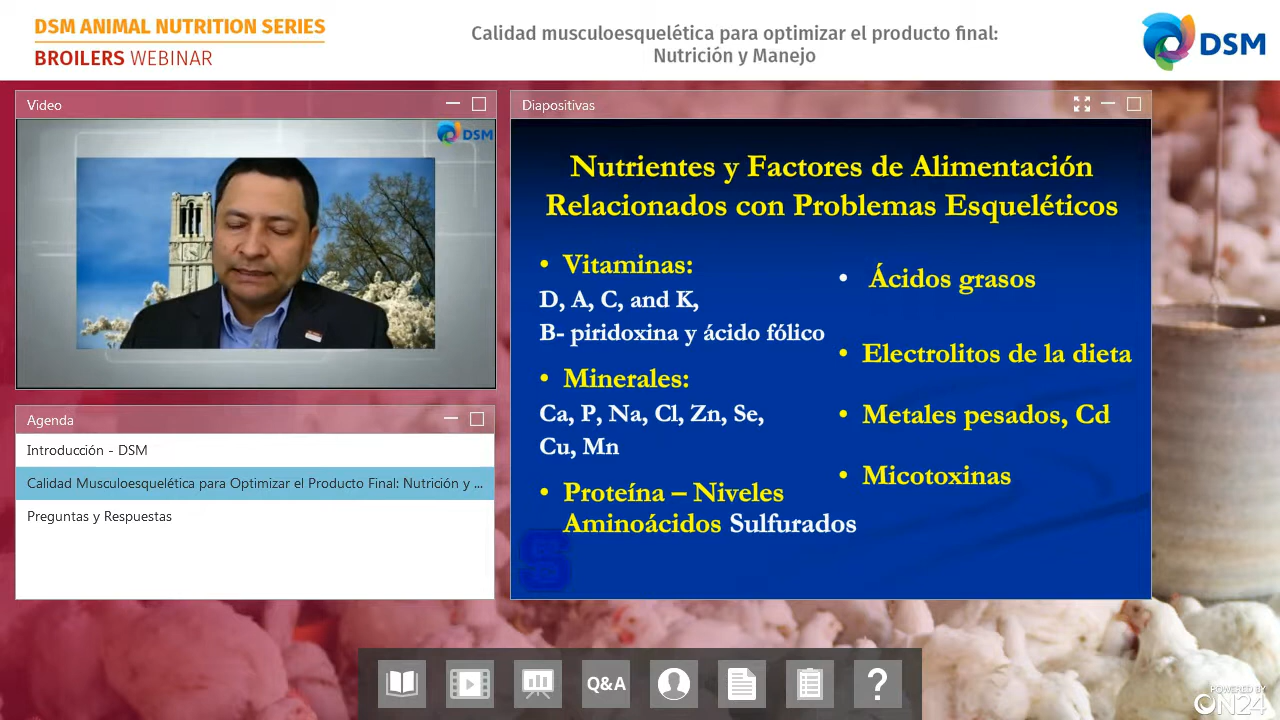 DSM ANIMAL NUTRITION SERIES
BROILERS WEBINAR
Calidad musculoesquelética para optimizar el producto final:
Nutrición y Manejo
DSM
Video
DSM
Agenda
Introducción - DSM
Calidad Musculoesquelética para Optimizar el Producto Final: Nutrición y ...
Preguntas y Respuestas
Diapositivas
Nutrientes y Factores de Alimentación
Relacionados con Problemas Esqueléticos
• Vitaminas:
D, A, C, and K,
B- piridoxina y ácido fólico
• Minerales:
Ca, P, Na, Cl, Zn, Se,
Cu, Mn
• Proteína – Niveles
Aminoácidos Sulfurados
• Ácidos grasos
• Electrolitos de la dieta
• Metales pesados, Cd
• Micotoxinas
S
Q&A
?
POWERED BY
ON24